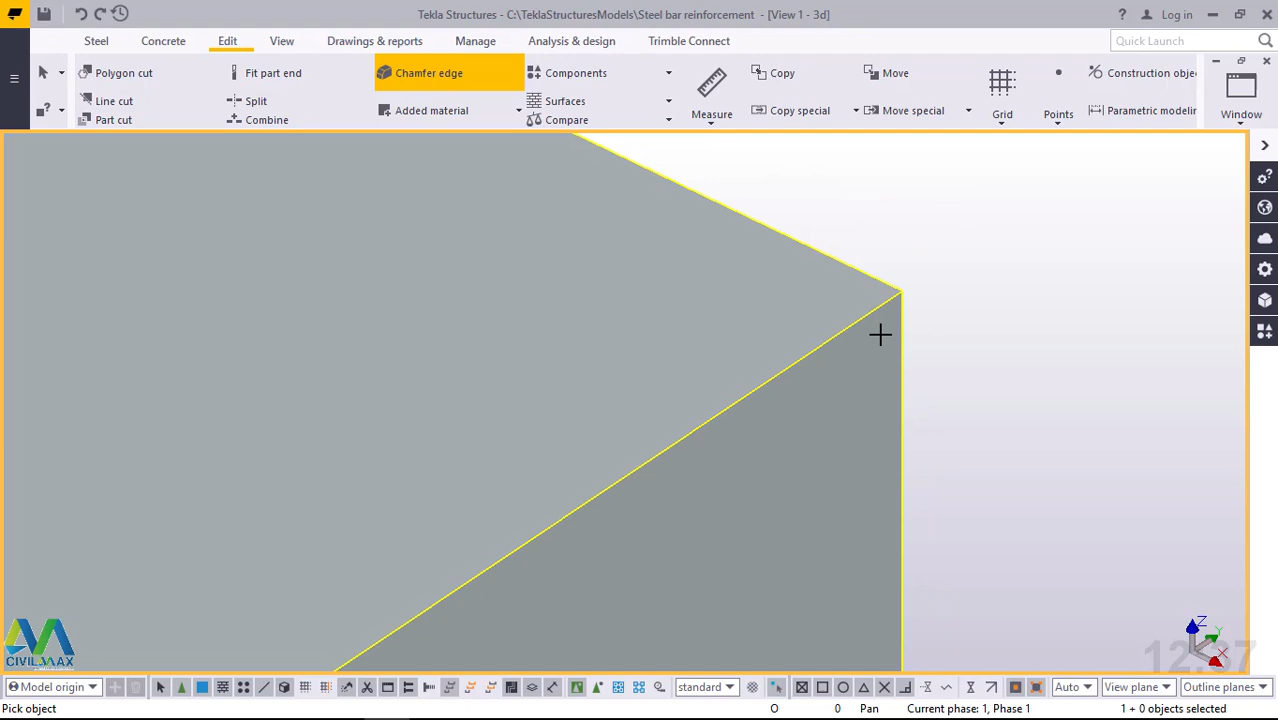 Tekla Structures - C:\TeklaStructuresModels\Steel bar reinforcement - [View 1 - 3d]
Log in
Steel Concrete Edit View Drawings & reports Manage Analysis & design Trimble Connect
Quick Launch
Polygon cut Fit part end Chamfer edge Components Copy Move Construction obje
Line cut Split Surfaces
Added material Measure Copy special Move special Grid Points Parametric modelin Window
Part cut Combine Compare
CIVILMAX
Z
Y
X
12:37
Model origin standard Auto View plane Outline planes
Pick object O 0 Pan Current phase: 1, Phase 1 1 + 0 objects selected